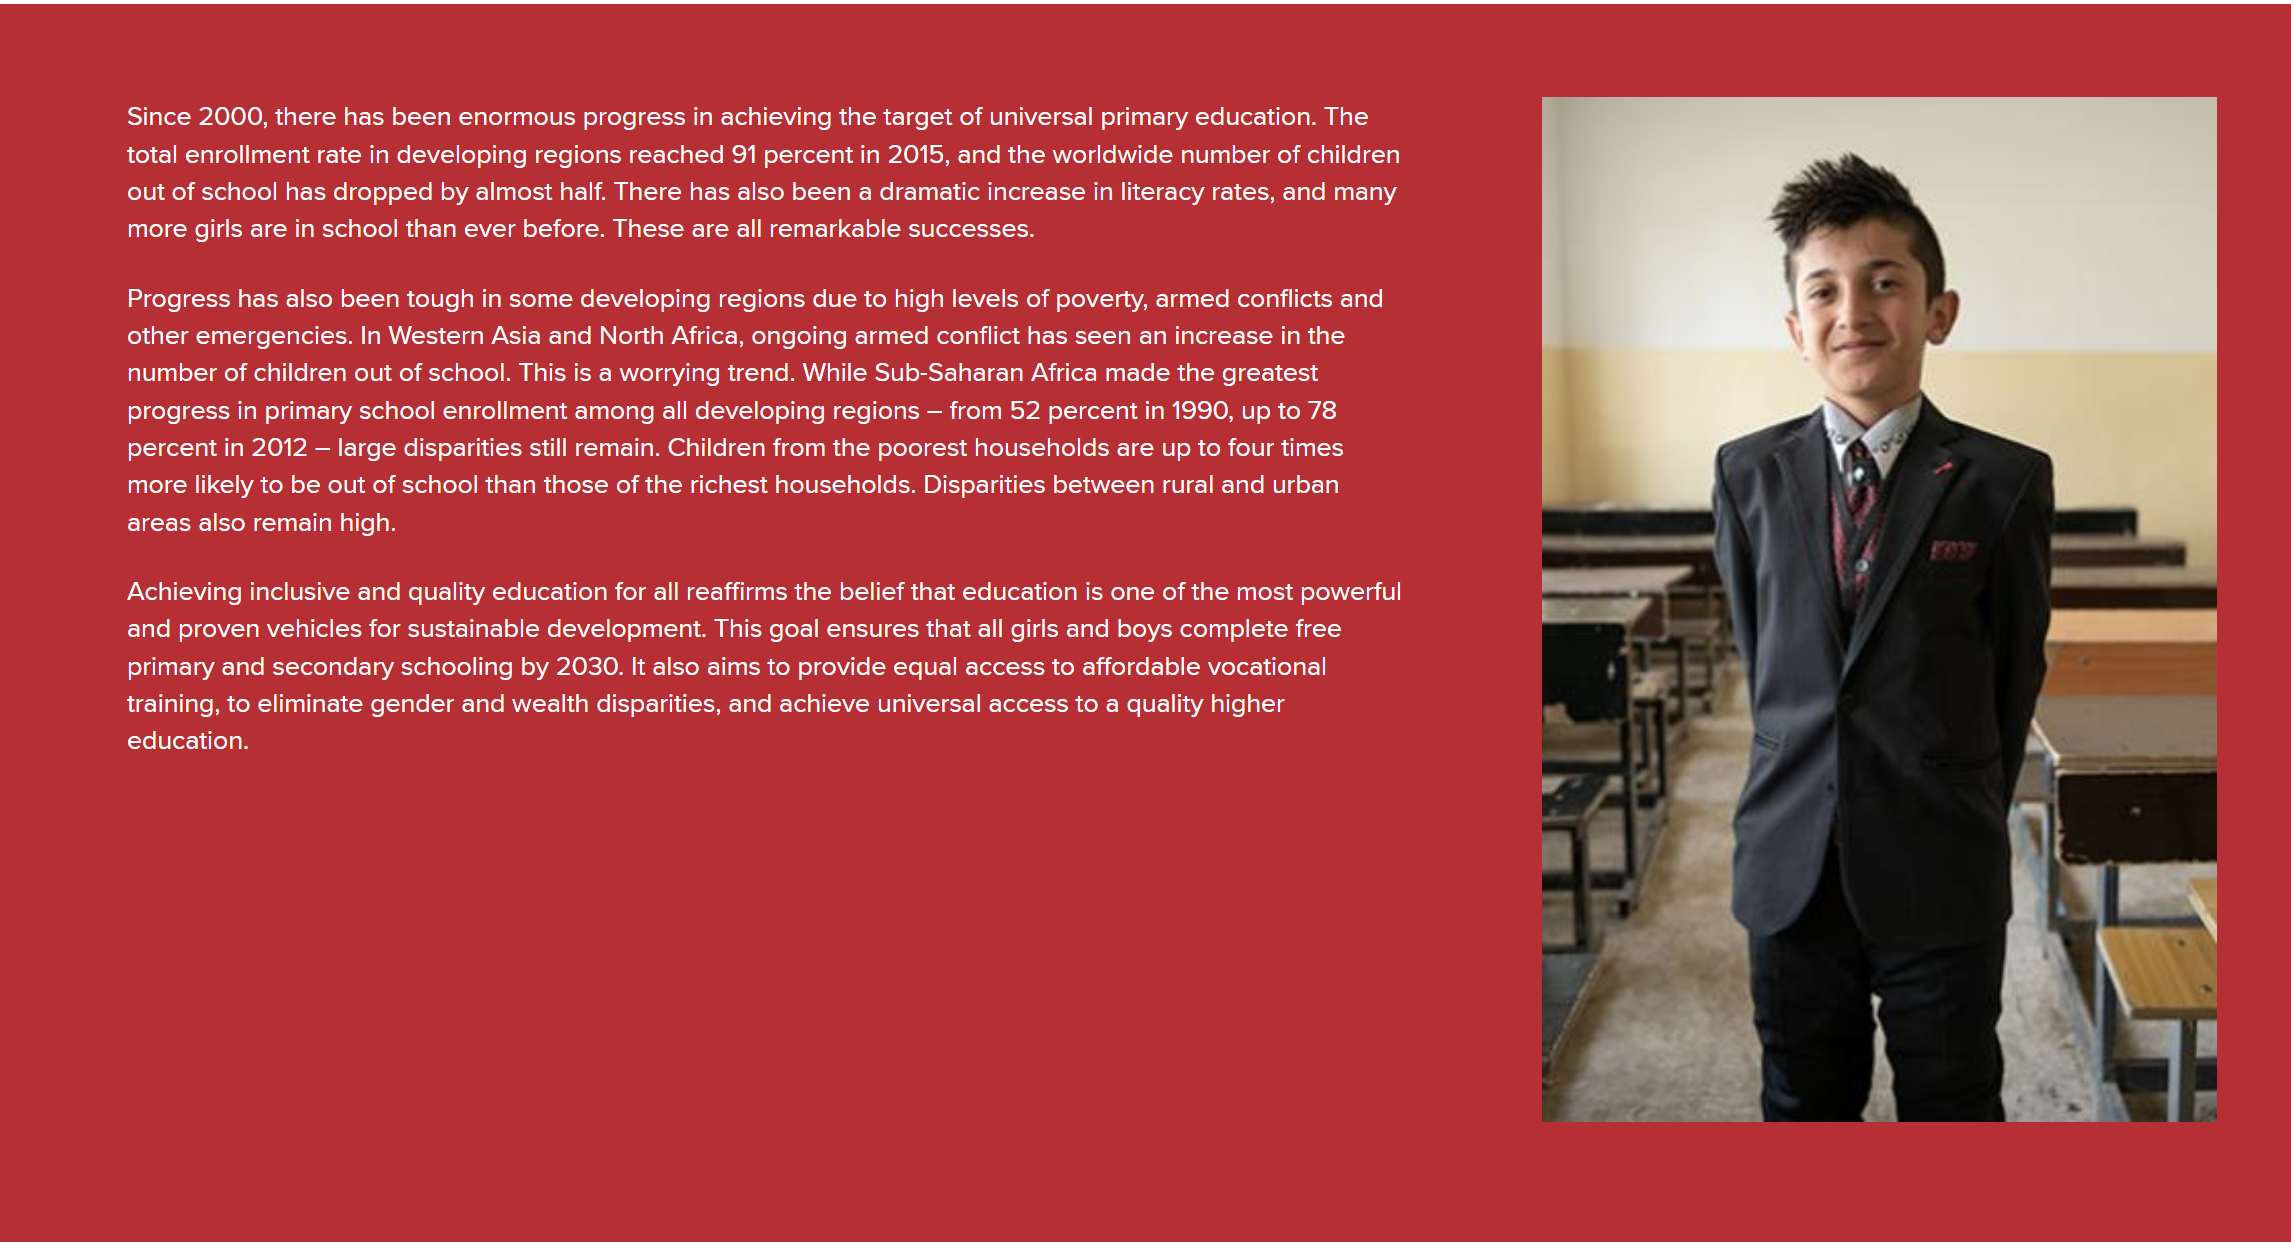 Since 2000, there has been enormous progress in achieving the target of universal primary education. The
total enrollment rate in developing regions reached 91 percent in 2015, and the worldwide number of children
out of school has dropped by almost half. There has also been a dramatic increase in literacy rates, and many
more girls are in school than ever before. These are all remarkable successes.
Progress has also been tough in some developing regions due to high levels of poverty, armed conflicts and
other emergencies. In Western Asia and North Africa, ongoing armed conflict has seen an increase in the
number of children out of school. This is a worrying trend. While Sub-Saharan Africa made the greatest
progress in primary school enrollment among all developing regions – from 52 percent in 1990, up to 78
percent in 2012 – large disparities still remain. Children from the poorest households are up to four times
more likely to be out of school than those of the richest households. Disparities between rural and urban
areas also remain high.
Achieving inclusive and quality education for all reaffirms the belief that education is one of the most powerful
and proven vehicles for sustainable development. This goal ensures that all girls and boys complete free
primary and secondary schooling by 2030. It also aims to provide equal access to affordable vocational
training, to eliminate gender and wealth disparities, and achieve universal access to a quality higher
education.